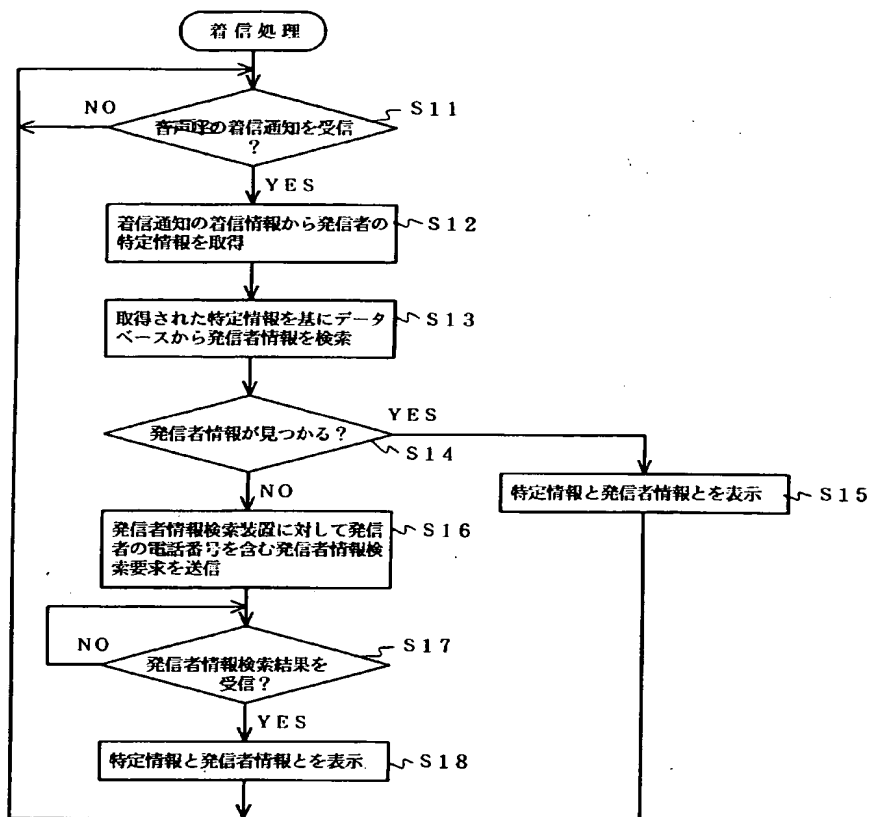 着信処理
NO
S11
音声呼の着信通知を受信
？
YES
着信通知の着信情報から発信者の
特定情報を取得
S12
取得された特定情報を基にデータ
ベースから発信者情報を検索
S13
発信者情報が見つかる？
YES
S14
NO
特定情報と発信者情報とを表示
S15
発信者情報検索装置に対して発信
者の電話番号を含む発信者情報検
索要求を送信
S16
NO
S17
発信者情報検索結果を
受信？
YES
特定情報と発信者情報とを表示
S18